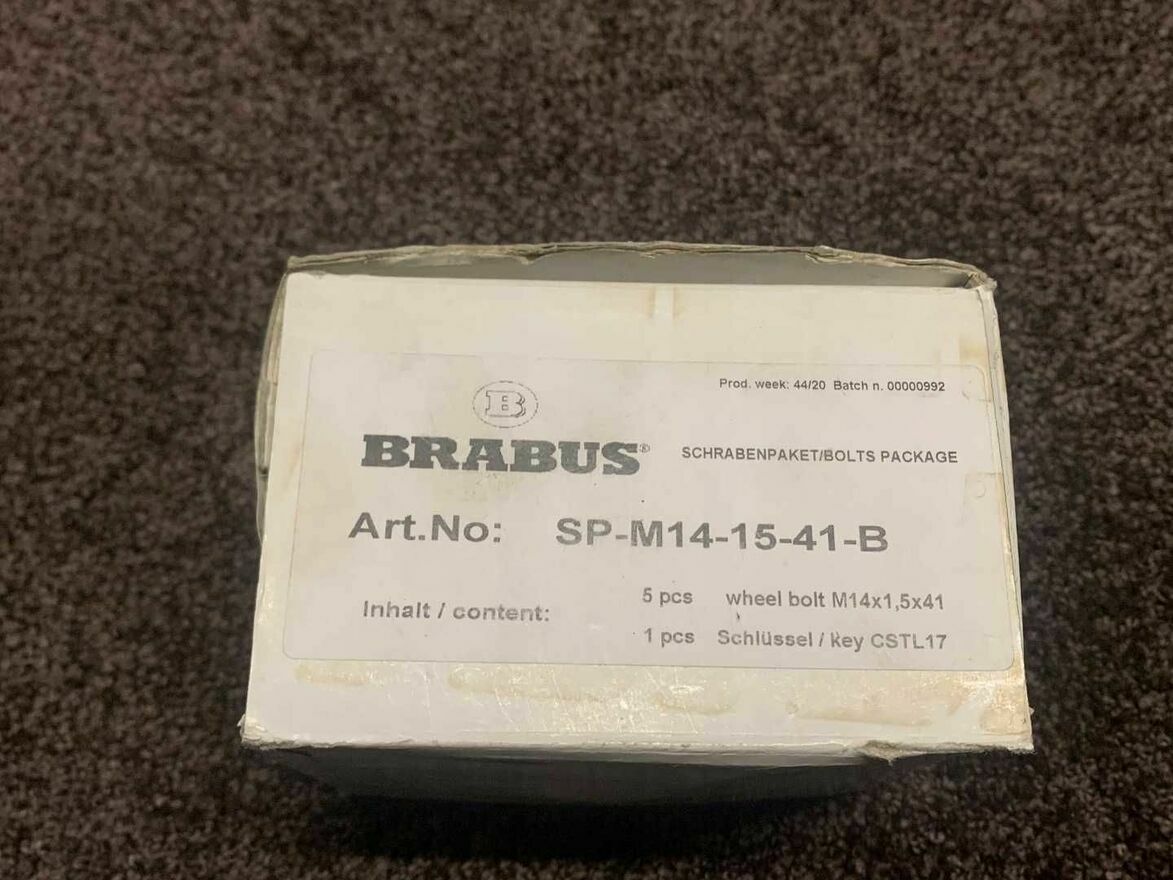 Prod. week: 44/20 Batch n. 00000992
B
BRABUS®
SCHRABENPAKET/BOLTS PACKAGE
Art.No: SP-M14-15-41-B
Inhalt / content:
5 pcs wheel bolt M14x1,5x41
1 pcs Schlüssel / key CSTL17